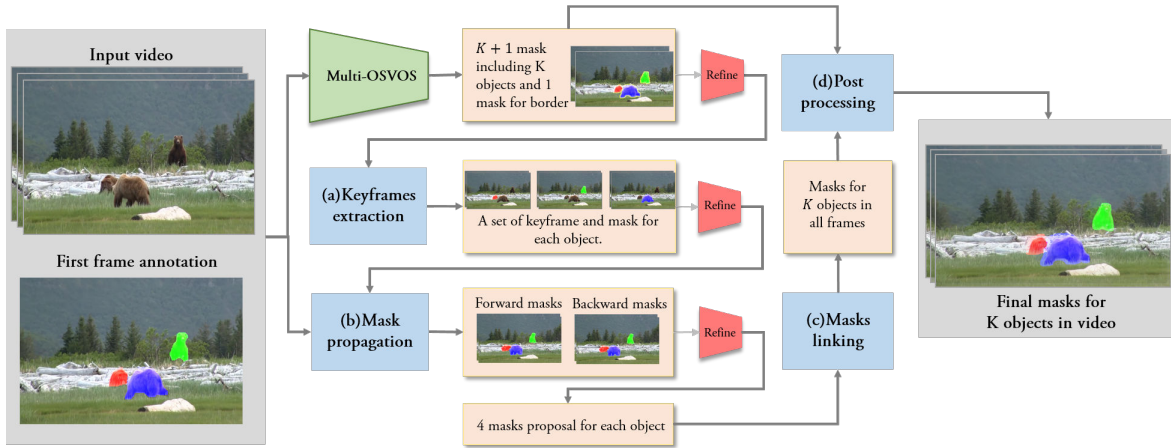 Input video
First frame annotation
Multi-OSVOS
K + 1 mask
including K
objects and 1
mask for border
Refine
(a)Keyframes
extraction
A set of keyframe and mask for
each object.
Refine
(b)Mask
propagation
Forward masks
Backward masks
Refine
4 masks proposal for each object
(c)Masks
linking
Masks for
K objects in
all frames
(d)Post
processing
Final masks for
K objects in video